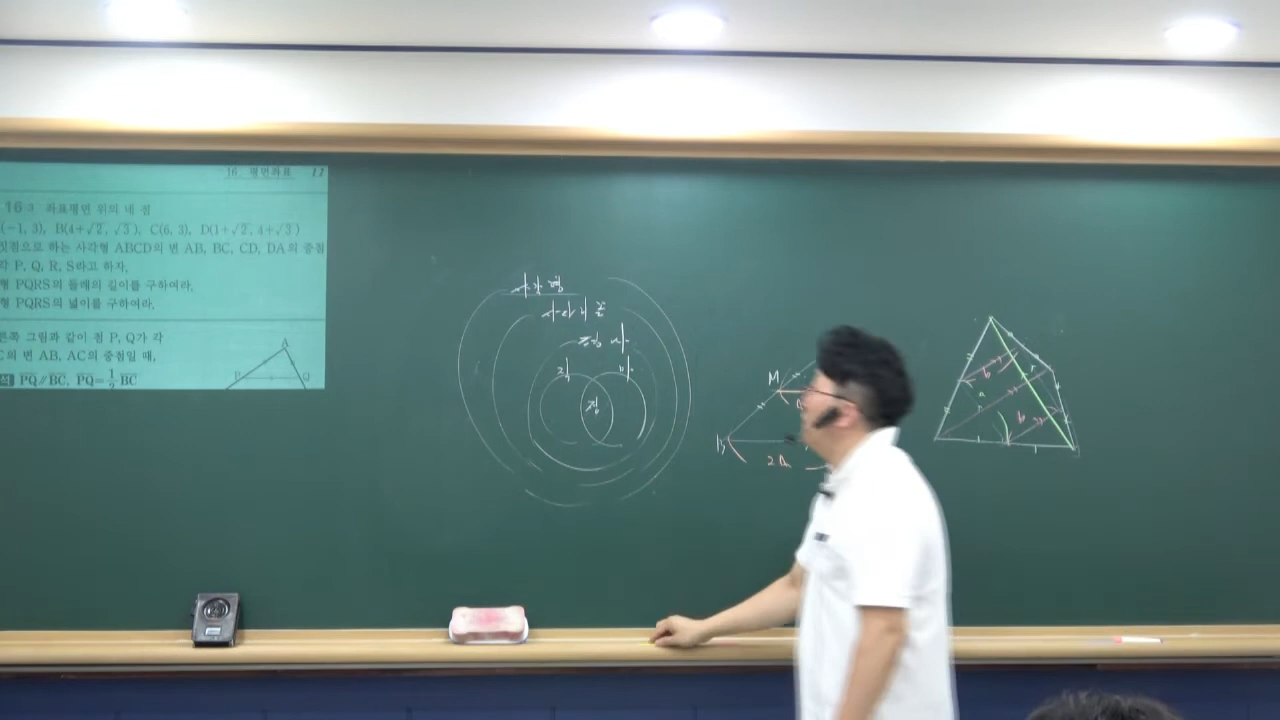 16 평면좌표 17
16-3 좌표평면 위의 네 점
(−1, 3), B(4+√2, √3), C(6, 3), D(1+√2, 4+√3)
짓점으로 하는 사각형 ABCD의 변 AB, BC, CD, DA의 중점
각 P, Q, R, S라고 하자.
형 PQRS의 둘레의 길이를 구하여라.
형 PQRS의 넓이를 구하여라.
른쪽 그림과 같이 점 P, Q가 각
C의 변 AB, AC의 중점일 때,
석 PQ // BC, PQ=1/2 BC
A
P
Q
사각형
사다리꼴
평행사
직
마
정
M
B
2a
b
a
b